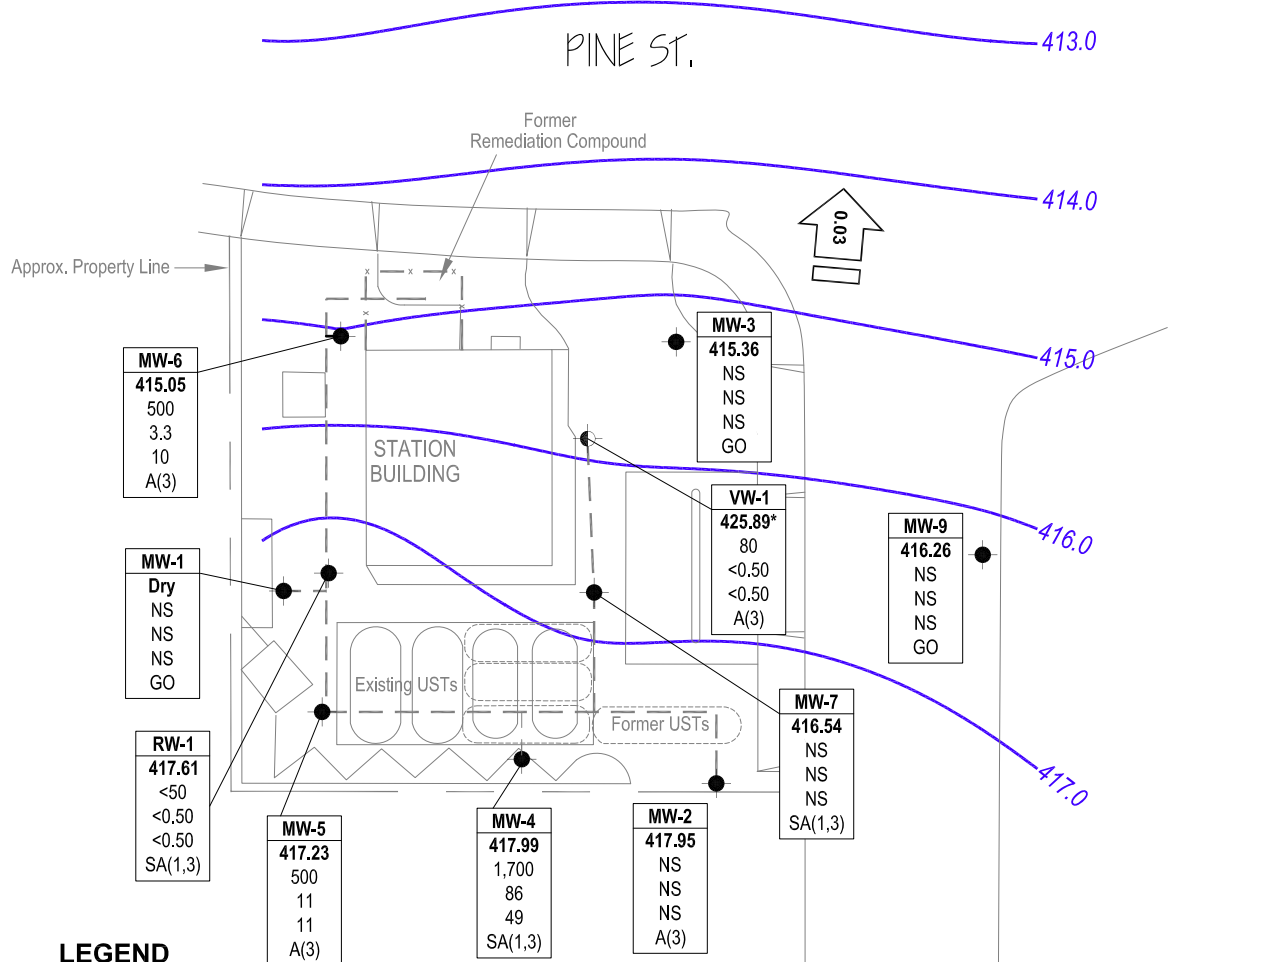 413.0
PINE ST.
Former
Remediation Compound
414.0
0.03
Approx. Property Line
MW-3
415.36
NS
NS
NS
GO
415.0
MW-6
415.05
500
3.3
10
A(3)
STATION
BUILDING
VW-1
425.89*
80
<0.50
<0.50
A(3)
416.0
MW-9
416.26
NS
NS
NS
GO
MW-1
Dry
NS
NS
NS
GO
Existing USTs
Former USTs
MW-7
416.54
NS
NS
NS
SA(1,3)
417.0
RW-1
417.61
<50
<0.50
<0.50
SA(1,3)
MW-5
417.23
500
11
11
A(3)
MW-4
417.99
1,700
86
49
SA(1,3)
MW-2
417.95
NS
NS
NS
A(3)
LEGEND
x
x
x
x
x